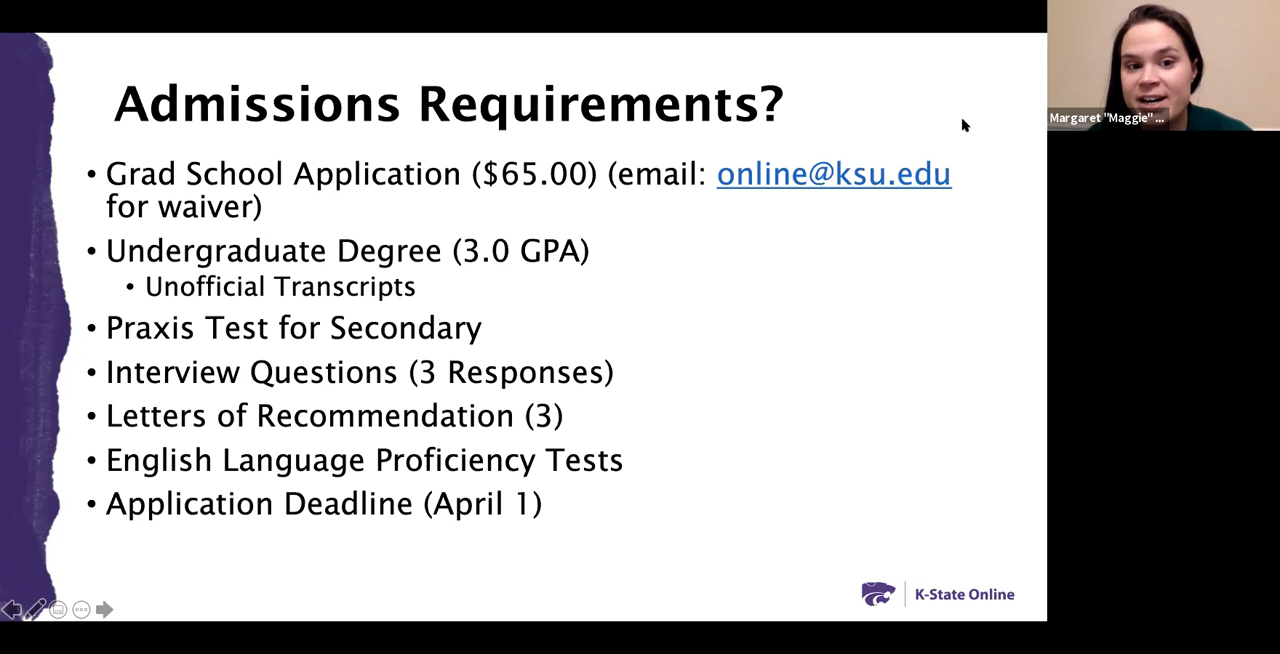 Admissions Requirements?
• Grad School Application ($65.00) (email: online@ksu.edu
for waiver)
• Undergraduate Degree (3.0 GPA)
• Unofficial Transcripts
• Praxis Test for Secondary
• Interview Questions (3 Responses)
• Letters of Recommendation (3)
• English Language Proficiency Tests
• Application Deadline (April 1)
K-State Online
Margaret "Maggie" ...